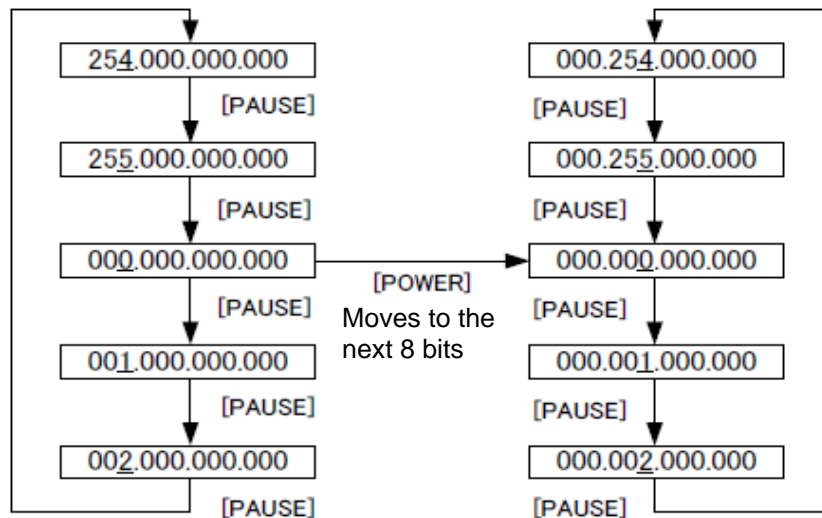 254.000.000.000
[PAUSE]
255.000.000.000
[PAUSE]
000.000.000.000
[PAUSE]
001.000.000.000
[PAUSE]
002.000.000.000
[PAUSE]
[POWER]
Moves to the
next 8 bits
000.254.000.000
[PAUSE]
000.255.000.000
[PAUSE]
000.000.000.000
[PAUSE]
000.001.000.000
[PAUSE]
000.002.000.000
[PAUSE]